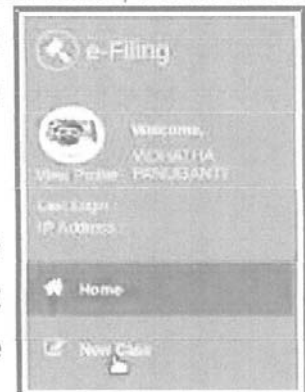 e-Filing
Welcome,
VIDHATHA
View Profile PANUGANTI
Last Login :
IP Address :
Home
New Case